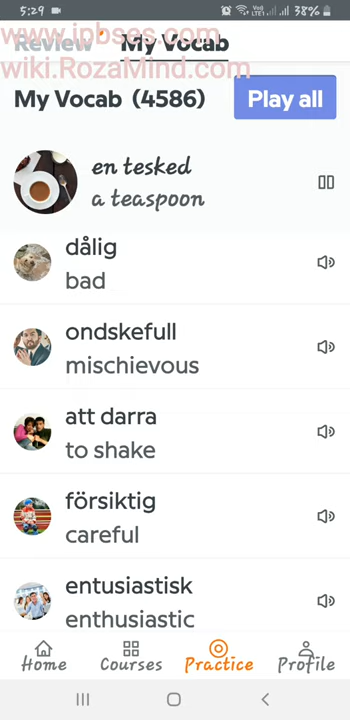 5:29 38%
www.ipbses.com
Review My Vocab
wiki.RozaMind.com
My Vocab (4586) Play all
en tesked
a teaspoon
dålig
bad
ondskefull
mischievous
att darra
to shake
försiktig
careful
entusiastisk
enthusiastic
Home Courses Practice Profile